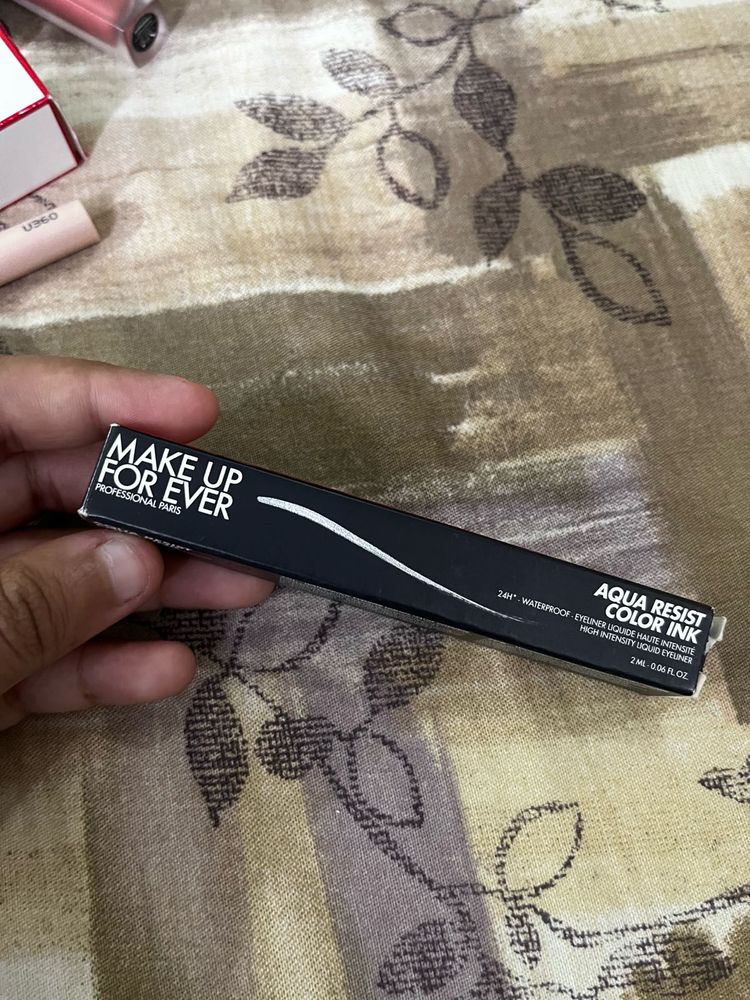 U360
MAKE UP
FOR EVER
PROFESSIONAL PARIS
AQUA RESIST
COLOR INK
24H* - WATERPROOF - EYELINER LIQUIDE HAUTE INTENSITÉ
HIGH INTENSITY LIQUID EYELINER
2 ML - 0.06 FL. OZ.